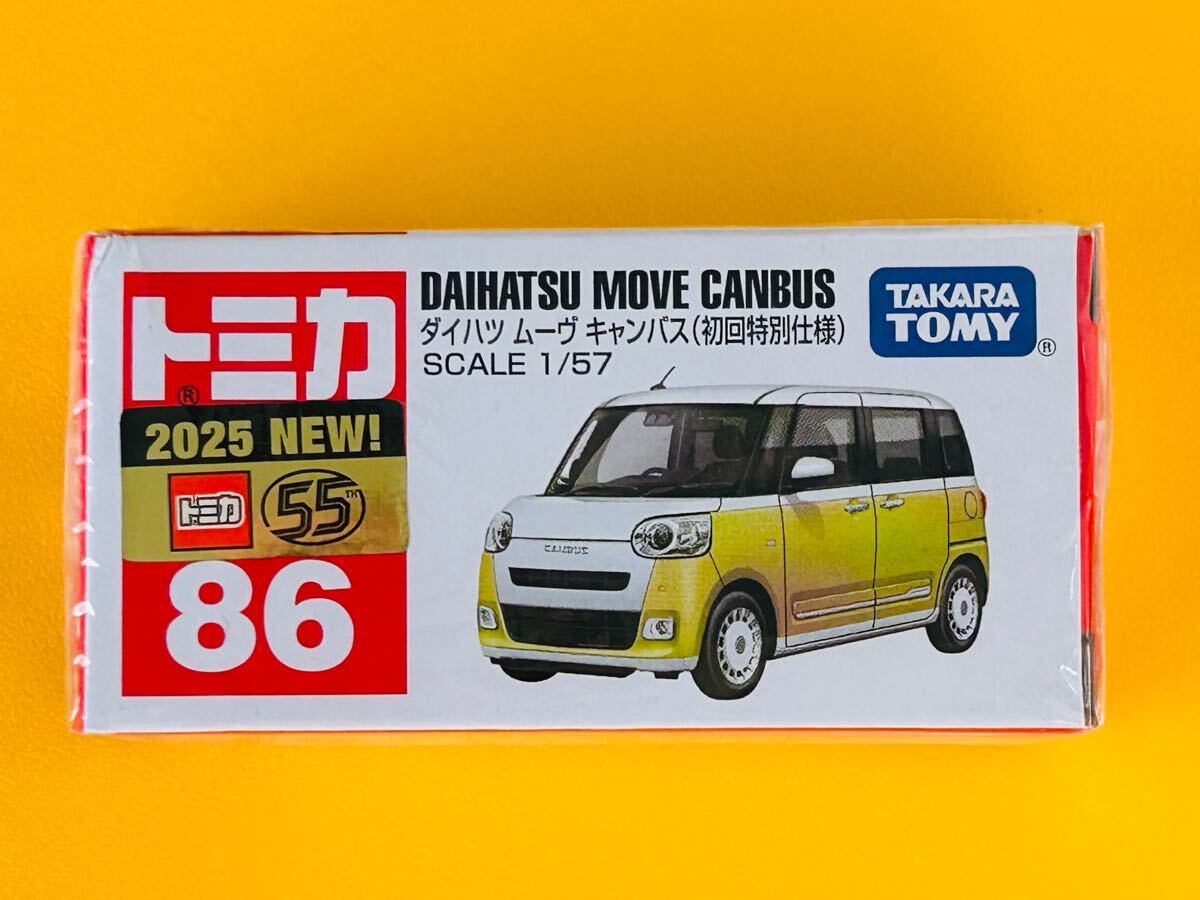 トミカ
®
2025 NEW!
トミカ
55TH
86
DAIHATSU MOVE CANBUS
ダイハツ ムーヴ キャンバス(初回特別仕様)
SCALE 1/57
TAKARA
TOMY
®
CANBUS